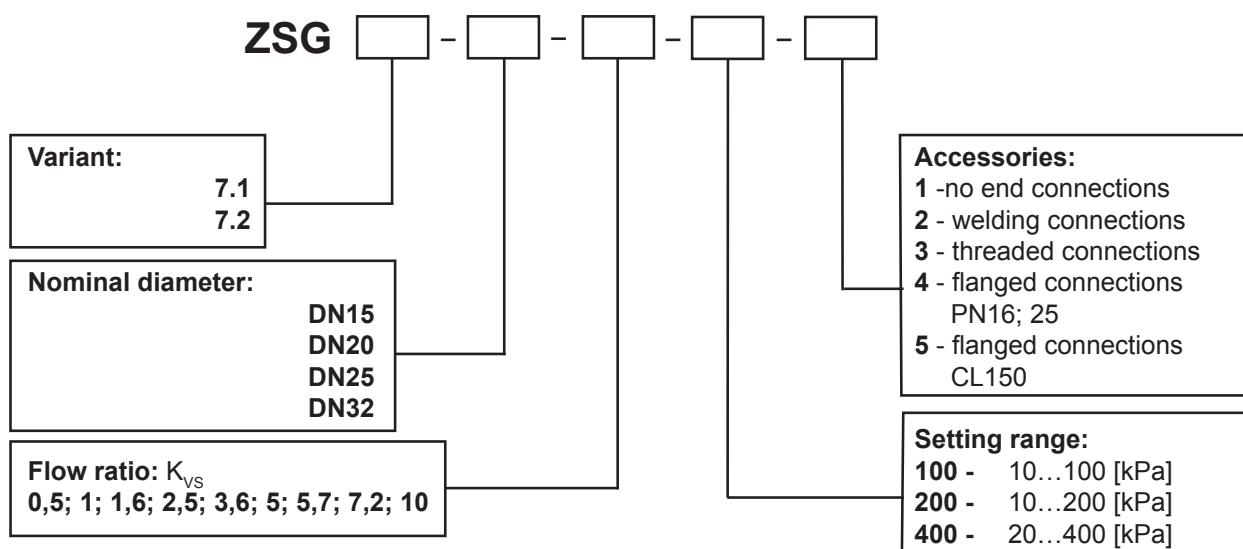 ZSG – – – –
Variant:
7.1
7.2
Nominal diameter:
DN15
DN20
DN25
DN32
Flow ratio: KVS
0,5; 1; 1,6; 2,5; 3,6; 5; 5,7; 7,2; 10
Accessories:
1 -no end connections
2 - welding connections
3 - threaded connections
4 - flanged connections
PN16; 25
5 - flanged connections
CL150
Setting range:
100 - 10…100 [kPa]
200 - 10…200 [kPa]
400 - 20…400 [kPa]